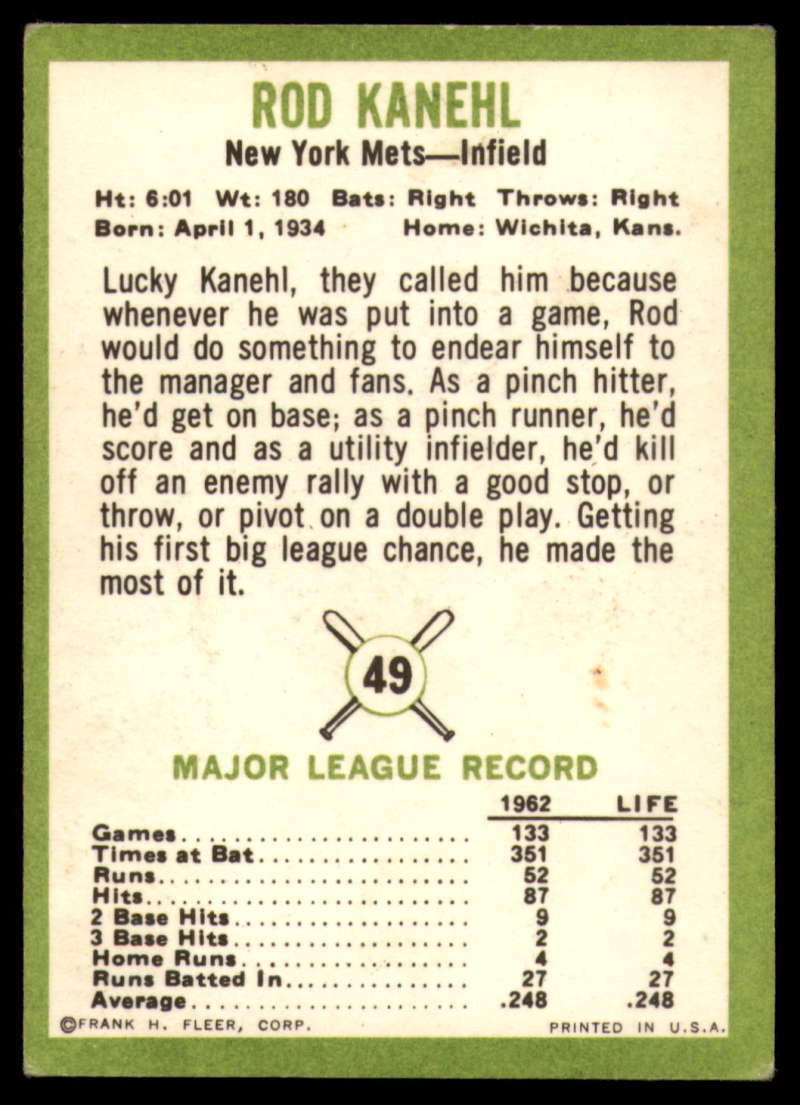 ROD KANEHL
New York Mets—Infield
Ht: 6:01 Wt: 180 Bats: Right Throws: Right
Born: April 1, 1934 Home: Wichita, Kans.
Lucky Kanehl, they called him because
whenever he was put into a game, Rod
would do something to endear himself to
the manager and fans. As a pinch hitter,
he'd get on base; as a pinch runner, he'd
score and as a utility infielder, he'd kill
off an enemy rally with a good stop, or
throw, or pivot on a double play. Getting
his first big league chance, he made the
most of it.
49
MAJOR LEAGUE RECORD
1962 LIFE
Games...................... 133 133
Times at Bat................ 351 351
Runs........................ 52 52
Hits......................... 87 87
2 Base Hits.................. 9 9
3 Base Hits.................. 2 2
Home Runs.................. 4 4
Runs Batted In.............. 27 27
Average...................... .248 .248
©FRANK H. FLEER, CORP. PRINTED IN U.S.A.